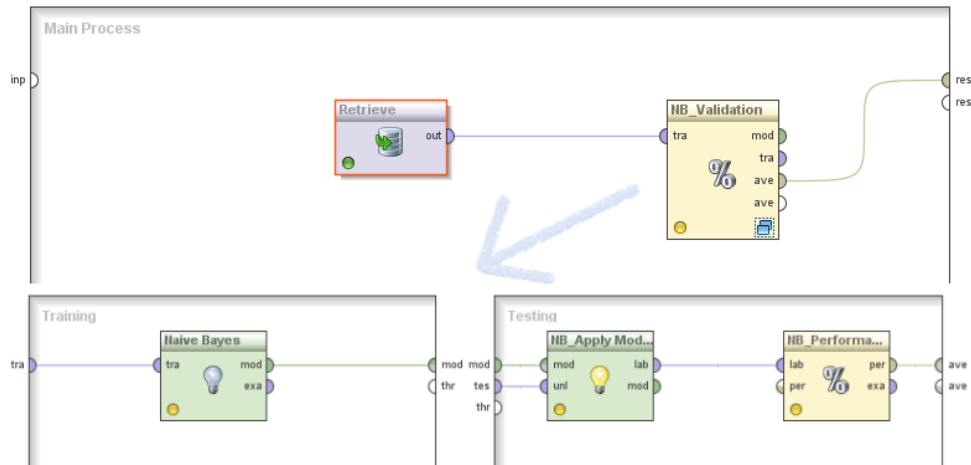 Main Process
inp
res
res
Retrieve
out
NB_Validation
tra
mod
tra
ave
ave
Training
tra
Naive Bayes
tra
mod
exa
mod
thr
Testing
mod
tes
thr
NB_Apply Mod...
mod
unl
lab
mod
NB_Performa...
lab
per
per
exa
ave
ave